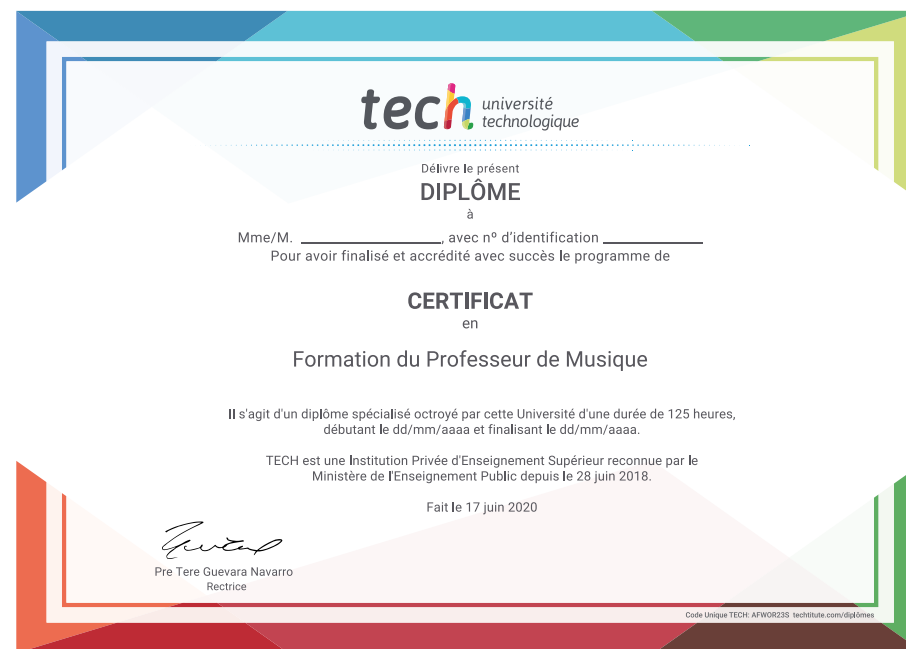 tech université
technologique
Délivre le présent
DIPLÔME
à
Mme/M. ____________________, avec nº d'identification ______________
Pour avoir finalisé et accrédité avec succès le programme de
CERTIFICAT
en
Formation du Professeur de Musique
Il s'agit d'un diplôme spécialisé octroyé par cette Université d'une durée de 125 heures,
débutant le dd/mm/aaaa et finalisant le dd/mm/aaaa.
TECH est une Institution Privée d'Enseignement Supérieur reconnue par le
Ministère de l'Enseignement Public depuis le 28 juin 2018.
Fait le 17 juin 2020
Pre Tere Guevara Navarro
Rectrice
Code Unique TECH: AFWOR23S techtitute.com/diplômes